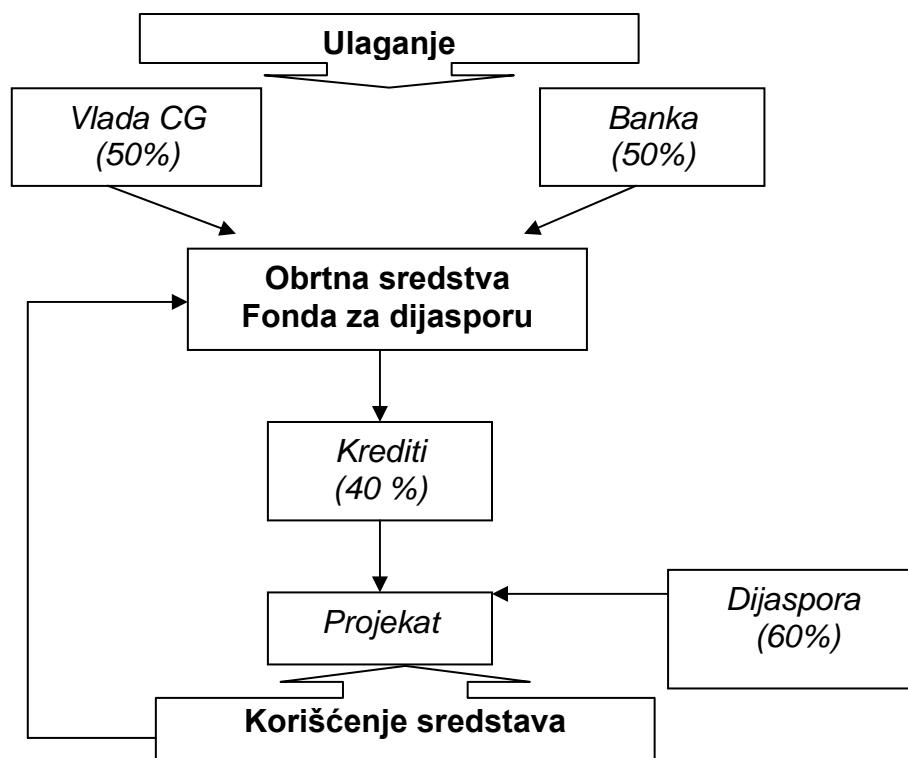 Ulaganje
Vlada CG
(50%)
Banka
(50%)
Obrtna sredstva
Fonda za dijasporu
Krediti
(40 %)
Projekat
Dijaspora
(60%)
Korišćenje sredstava